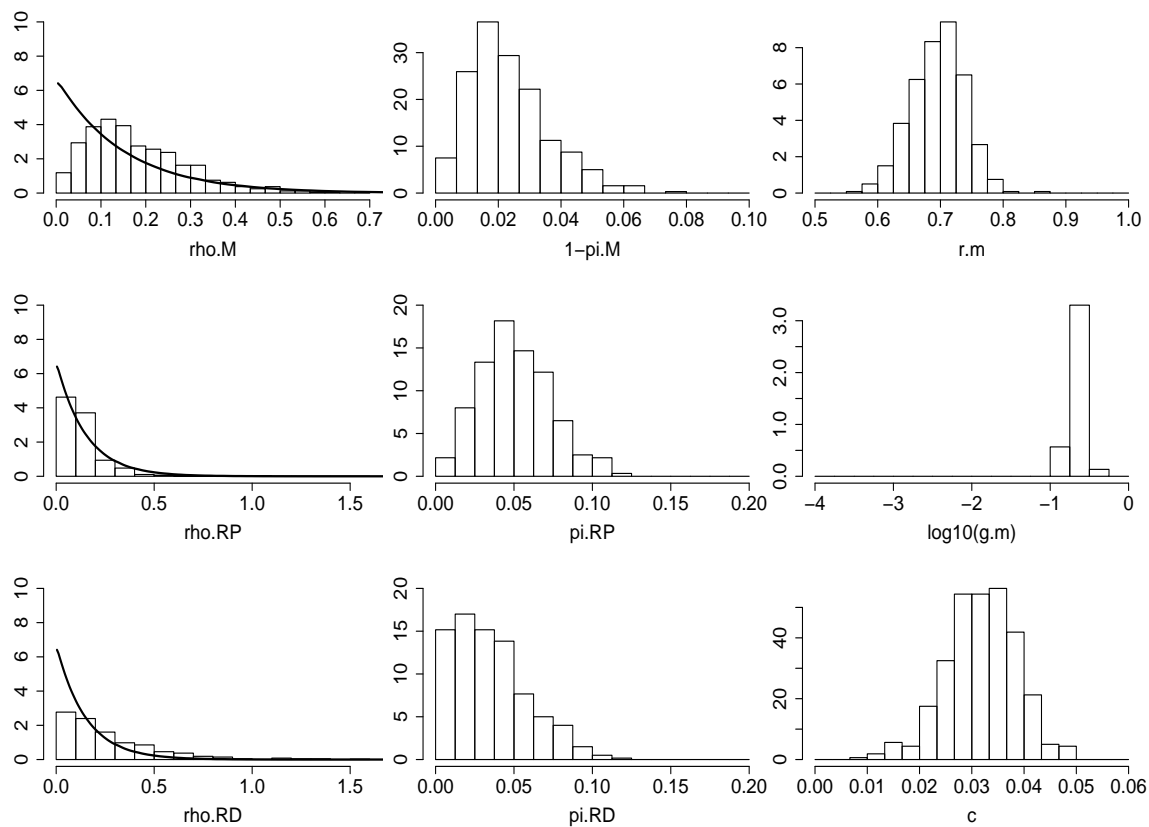 0 2 4 6 8 10
0.0 0.1 0.2 0.3 0.4 0.5 0.6 0.7
rho.M
0 10 20 30
0.00 0.02 0.04 0.06 0.08 0.10
1−pi.M
0 2 4 6 8
0.5 0.6 0.7 0.8 0.9 1.0
r.m
0 2 4 6 8 10
0.0 0.5 1.0 1.5
rho.RP
0 5 10 15 20
0.00 0.05 0.10 0.15 0.20
pi.RP
0.0 1.0 2.0 3.0
−4 −3 −2 −1 0
log10(g.m)
0 2 4 6 8 10
0.0 0.5 1.0 1.5
rho.RD
0 5 10 15 20
0.00 0.05 0.10 0.15 0.20
pi.RD
0 20 40
0.00 0.01 0.02 0.03 0.04 0.05 0.06
c